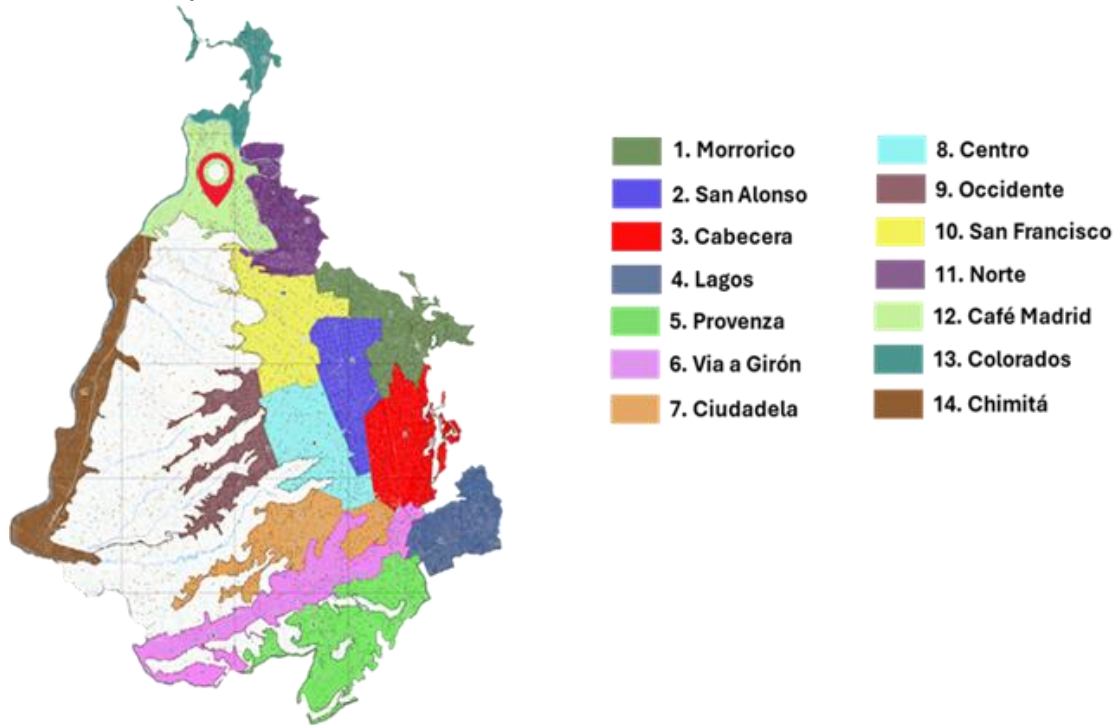 1. Morrorico
2. San Alonso
3. Cabecera
4. Lagos
5. Provenza
6. Via a Girón
7. Ciudadela
8. Centro
9. Occidente
10. San Francisco
11. Norte
12. Café Madrid
13. Colorados
14. Chimitá